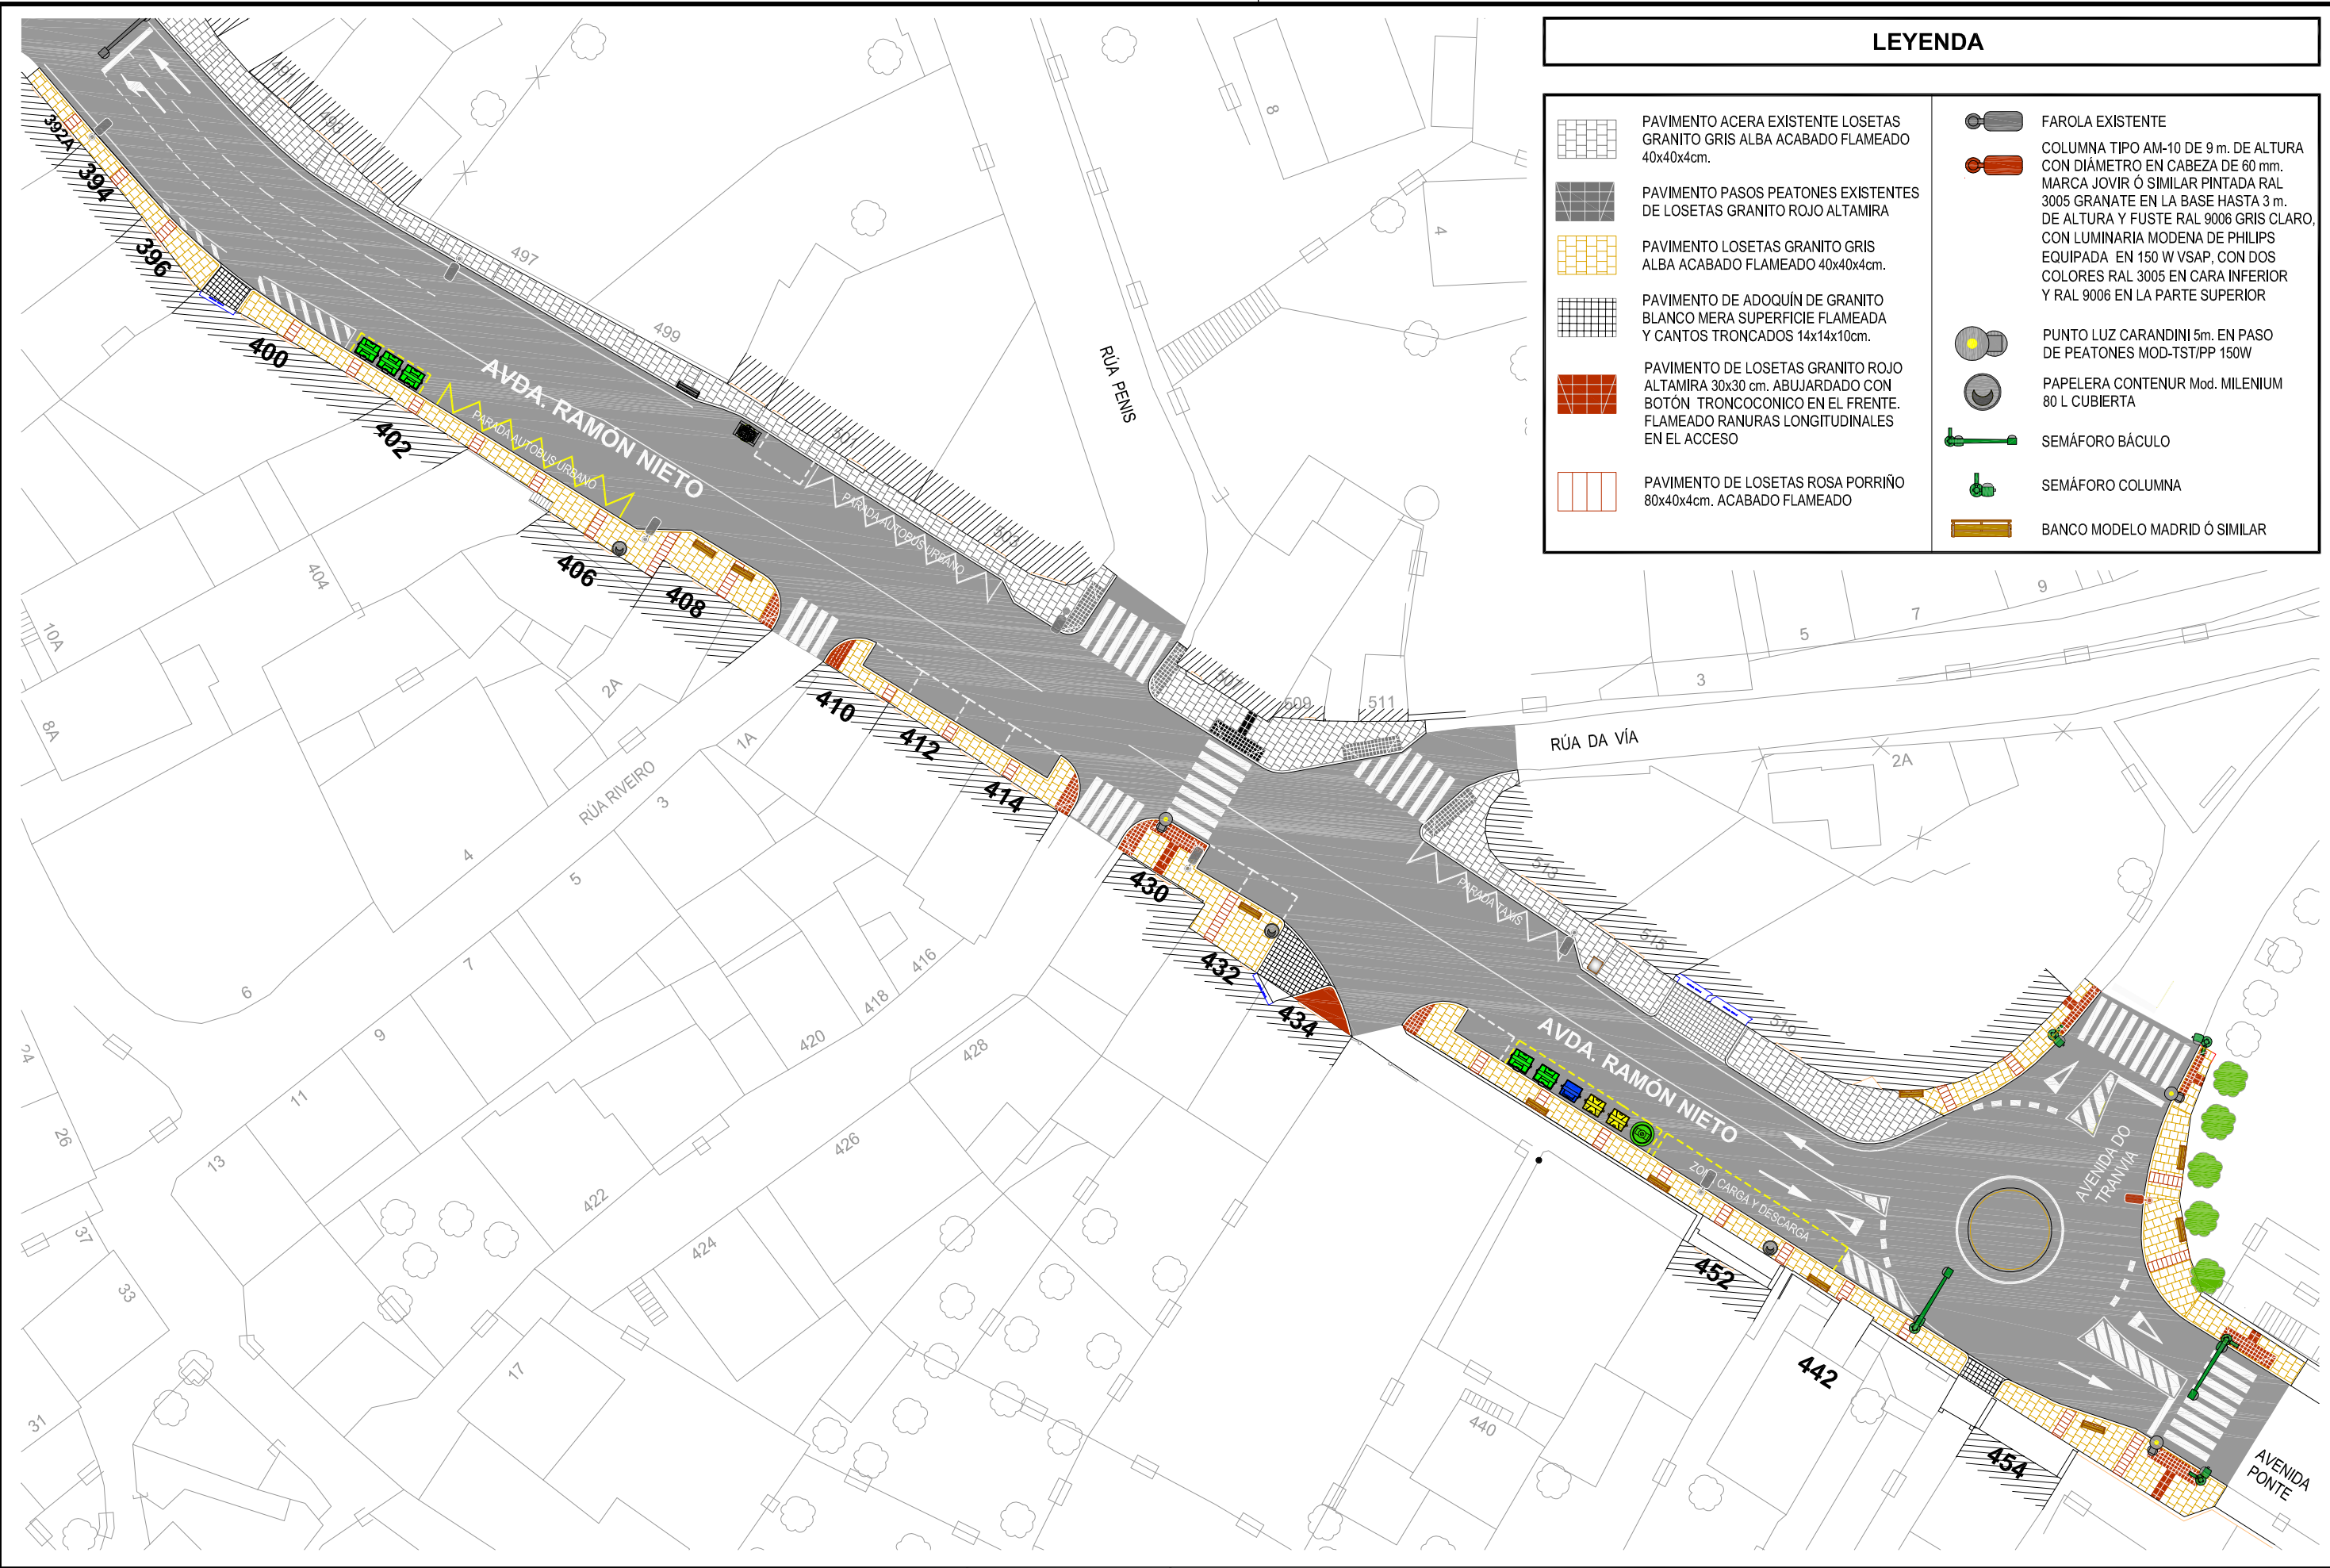 LEYENDA
PAVIMENTO ACERA EXISTENTE LOSETAS
GRANITO GRIS ALBA ACABADO FLAMEADO
40x40x4cm.
PAVIMENTO PASOS PEATONES EXISTENTES
DE LOSETAS GRANITO ROJO ALTAMIRA
PAVIMENTO LOSETAS GRANITO GRIS
ALBA ACABADO FLAMEADO 40x40x4cm.
PAVIMENTO DE ADOQUÍN DE GRANITO
BLANCO MERA SUPERFICIE FLAMEADA
Y CANTOS TRONCADOS 14x14x10cm.
PAVIMENTO DE LOSETAS GRANITO ROJO
ALTAMIRA 30x30 cm. ABUJARDADO CON
BOTÓN TRONCOCONICO EN EL FRENTE.
FLAMEADO RANURAS LONGITUDINALES
EN EL ACCESO
PAVIMENTO DE LOSETAS ROSA PORRIÑO
80x40x4cm. ACABADO FLAMEADO
FAROLA EXISTENTE
COLUMNA TIPO AM-10 DE 9 m. DE ALTURA
CON DIÁMETRO EN CABEZA DE 60 mm.
MARCA JOVIR Ó SIMILAR PINTADA RAL
3005 GRANATE EN LA BASE HASTA 3 m.
DE ALTURA Y FUSTE RAL 9006 GRIS CLARO,
CON LUMINARIA MODENA DE PHILIPS
EQUIPADA EN 150 W VSAP, CON DOS
COLORES RAL 3005 EN CARA INFERIOR
Y RAL 9006 EN LA PARTE SUPERIOR
PUNTO LUZ CARANDINI 5m. EN PASO
DE PEATONES MOD-TST/PP 150W
PAPELERA CONTENUR Mod. MILENIUM
80 L CUBIERTA
SEMÁFORO BÁCULO
SEMÁFORO COLUMNA
BANCO MODELO MADRID Ó SIMILAR
491
493
497
499
501
503
507
509
511
513
515
519
392A
394
396
400
402
406
408
410
412
414
430
432
434
452
442
454
AVDA. RAMÓN NIETO
PARADA AUTOBUS URBANO
PARADA AUTOBUS URBANO
RÚA PENIS
8
4
RÚA DA VÍA
3
5
7
9
2A
PARADA TAXIS
AVDA. RAMÓN NIETO
CARGA Y DESCARGA
AVENIDA DO
TRANVIA
AVENIDA
PONTE
RÚA RIVEIRO
404
10A
8A
2A
1A
3
4
5
6
7
9
11
13
17
24
26
37
33
31
416
418
420
428
426
422
424
440